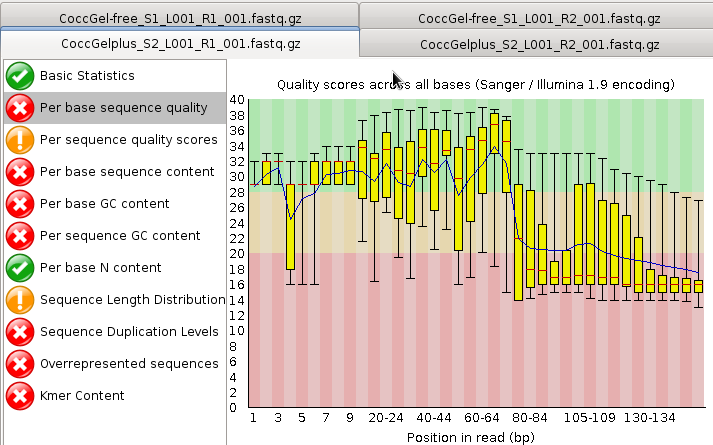 CoccGel-free_S1_L001_R1_001.fastq.gz
CoccGel-free_S1_L001_R2_001.fastq.gz
CoccGelplus_S2_L001_R1_001.fastq.gz
CoccGelplus_S2_L001_R2_001.fastq.gz
Basic Statistics
Per base sequence quality
Per sequence quality scores
Per base sequence content
Per base GC content
Per sequence GC content
Per base N content
Sequence Length Distribution
Sequence Duplication Levels
Overrepresented sequences
Kmer Content
Quality scores across all bases (Sanger / Illumina 1.9 encoding)
40
38
36
34
32
30
28
26
24
22
20
18
16
14
12
10
8
6
4
2
0
1 3 5 7 9 20-24 40-44 60-64 80-84 105-109 130-134
Position in read (bp)